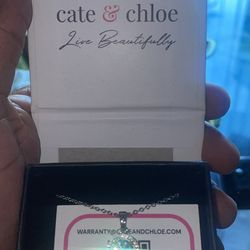 cate & chloe
Live Beautifully
WARRANTY@CATEANDCHLOE.COM